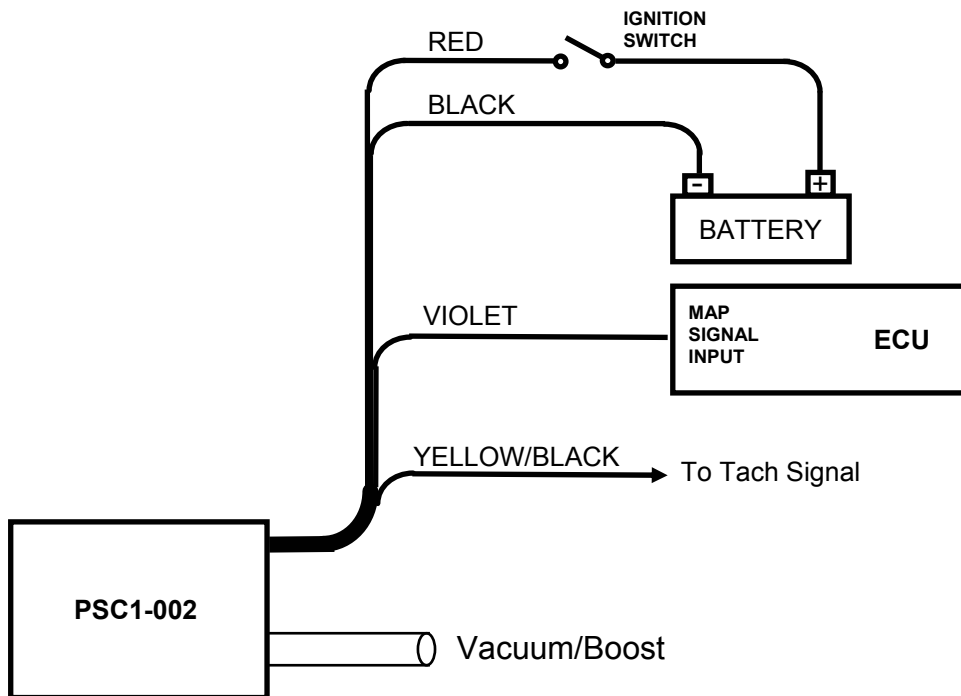 IGNITION
SWITCH
RED
BLACK
- +
BATTERY
VIOLET
MAP
SIGNAL
INPUT
ECU
YELLOW/BLACK
To Tach Signal
PSC1-002
Vacuum/Boost